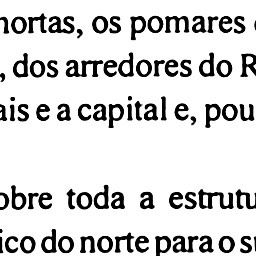 hortas, os pomares
, dos arredores do R
ais e a capital e, pou
obre toda a estrutu
ico do norte para o su